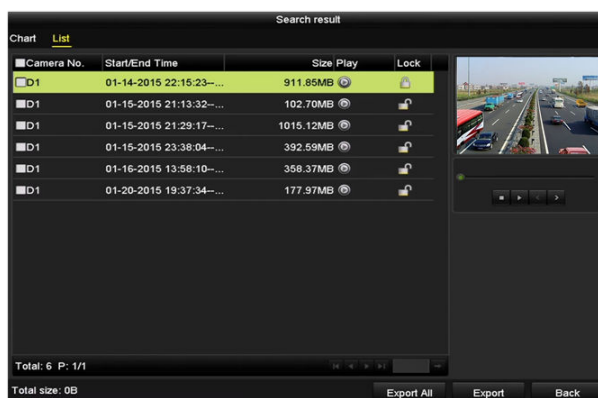 Search result
Chart List
Camera No. Start/End Time Size Play Lock
D1 01-14-2015 22:15:23--... 911.85MB
D1 01-15-2015 21:13:32--... 102.70MB
D1 01-15-2015 21:29:17--... 1015.12MB
D1 01-15-2015 23:38:04--... 392.59MB
D1 01-16-2015 13:58:10--... 358.37MB
D1 01-20-2015 19:37:34--... 177.97MB
Total: 6 P: 1/1
Total size: 0B
Export All Export Back